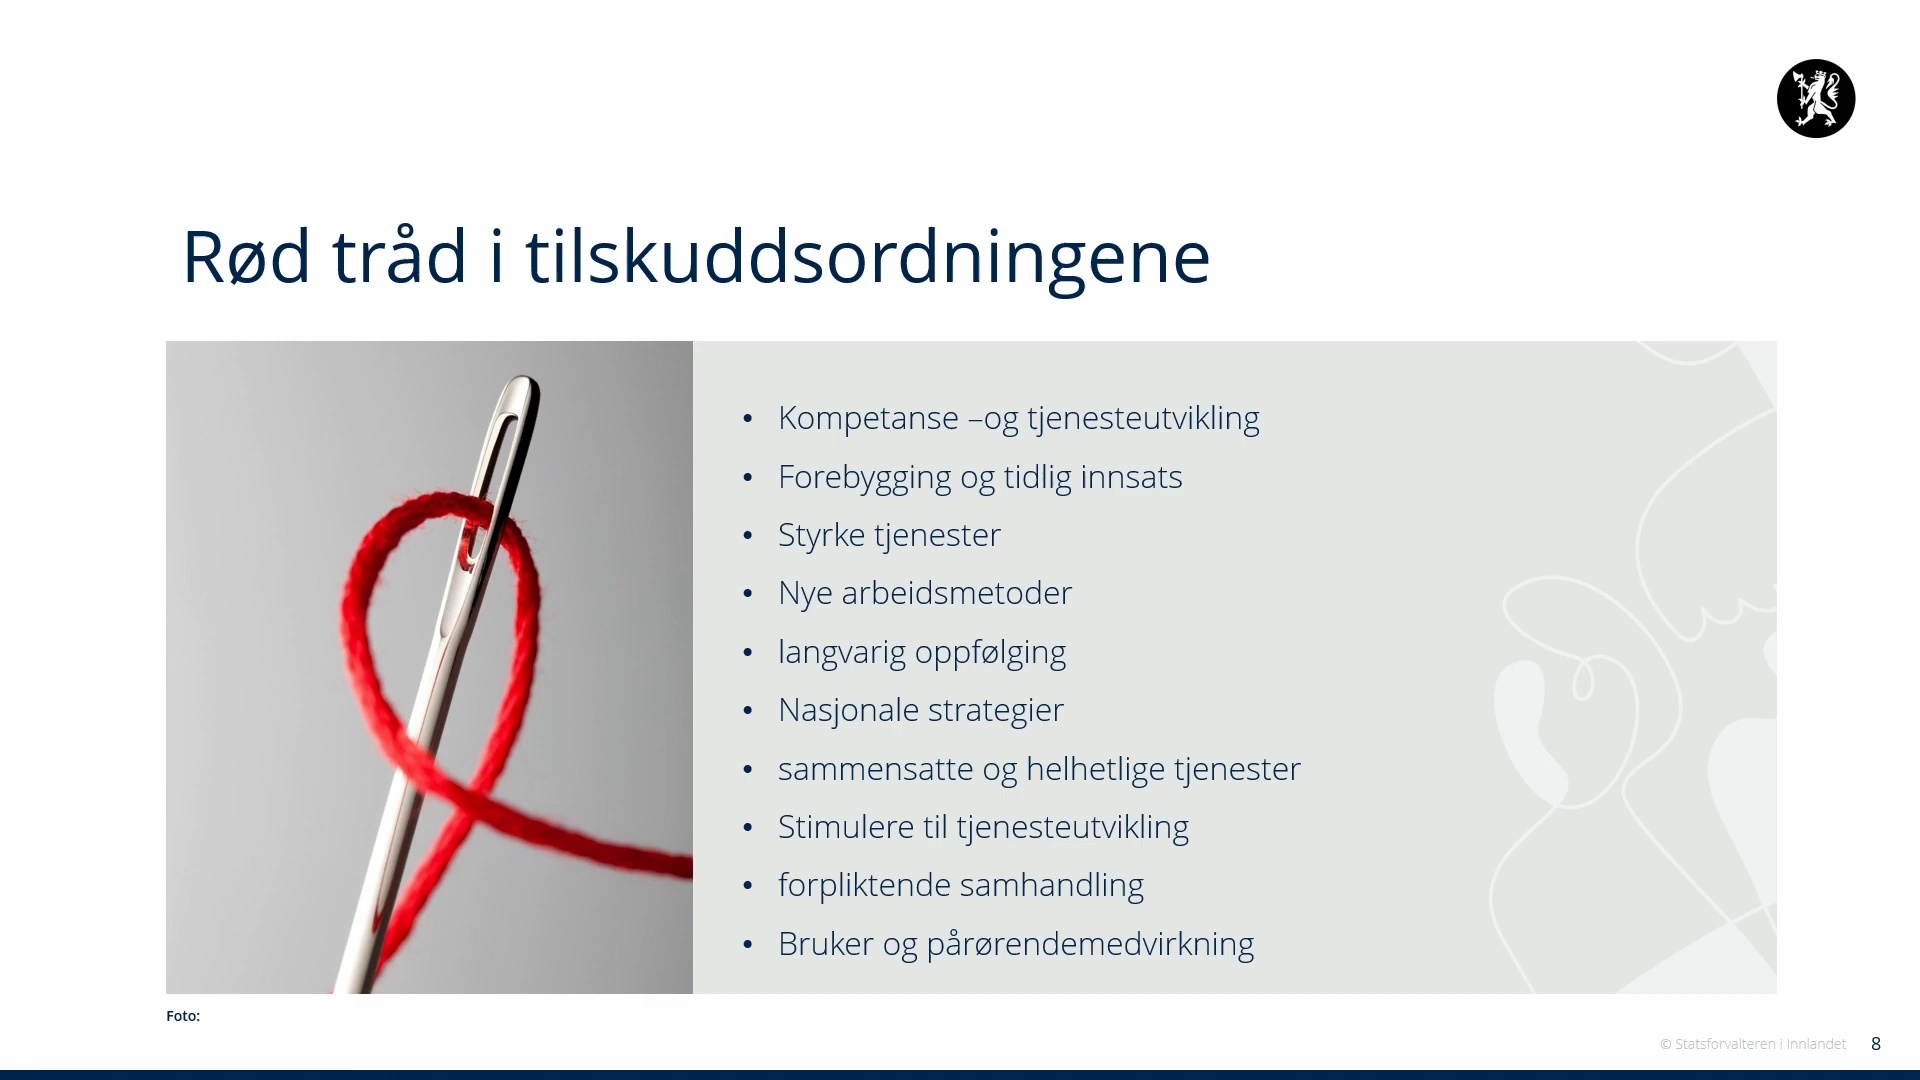 Rød tråd i tilskuddsordningene
• Kompetanse –og tjenesteutvikling
• Forebygging og tidlig innsats
• Styrke tjenester
• Nye arbeidsmetoder
• langvarig oppfølging
• Nasjonale strategier
• sammensatte og helhetlige tjenester
• Stimulere til tjenesteutvikling
• forpliktende samhandling
• Bruker og pårørendemedvirkning
Foto:
© Statsforvalteren i Innlandet 8